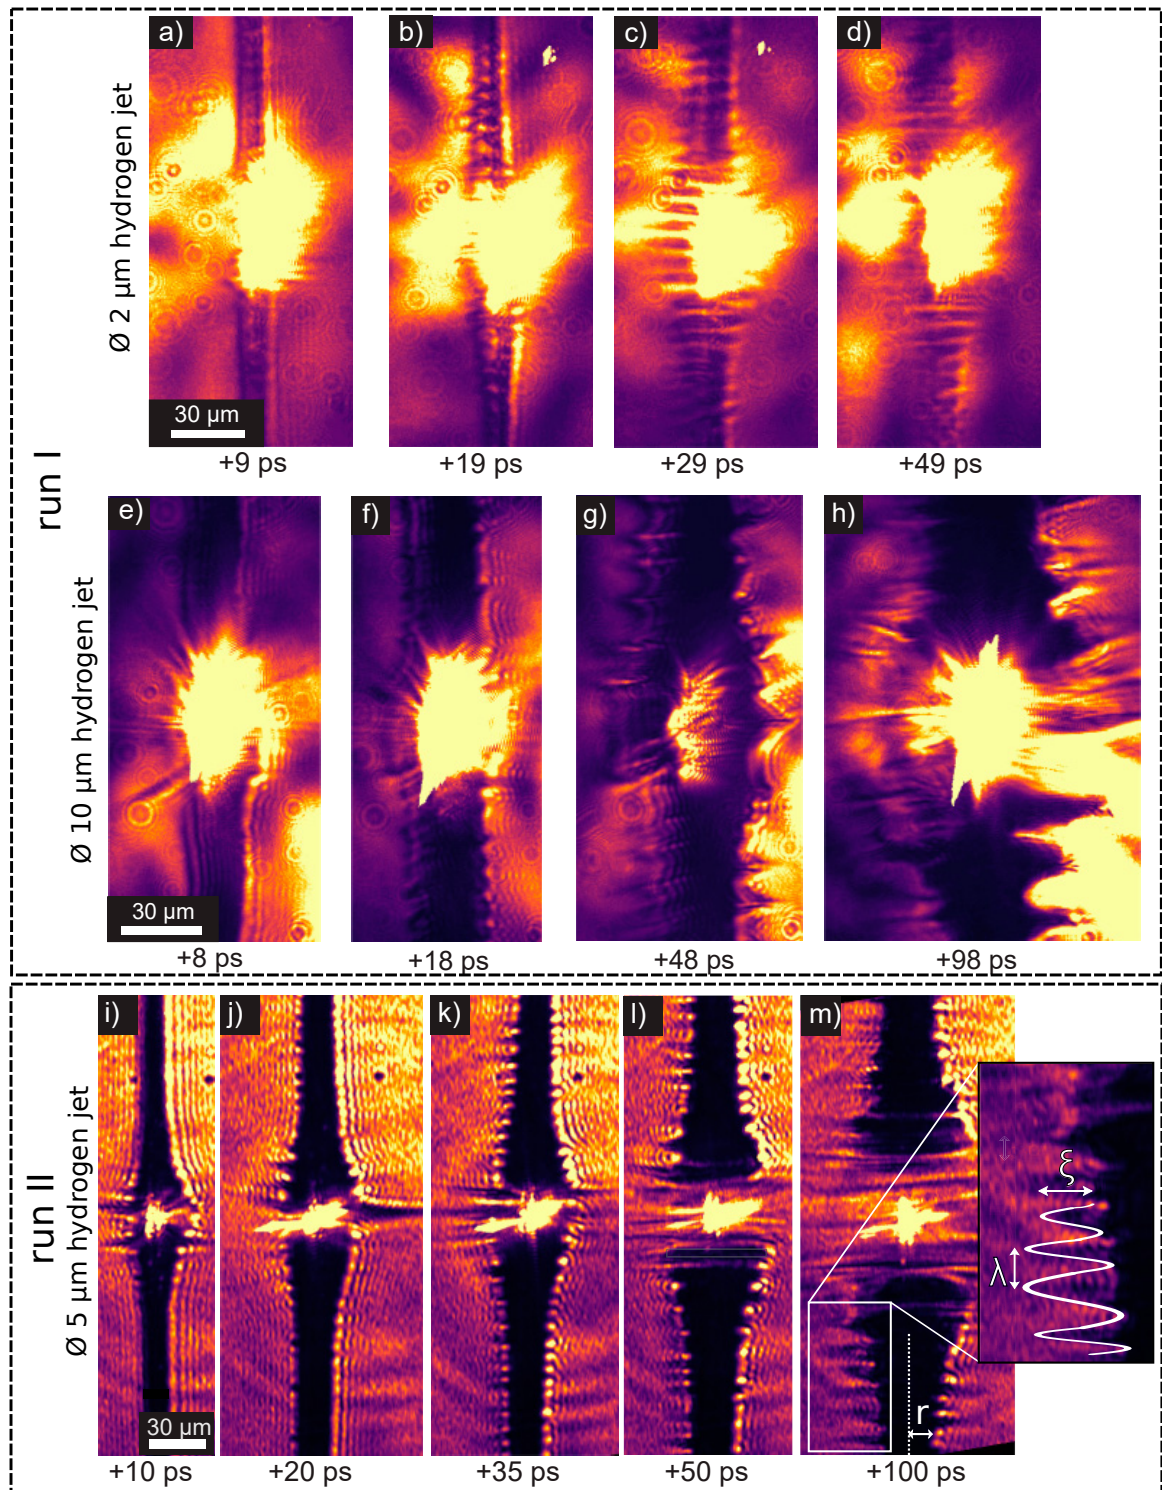 run I
Ø 2 µm hydrogen jet
a)
b)
c)
d)
30 µm
+9 ps
+19 ps
+29 ps
+49 ps
Ø 10 µm hydrogen jet
e)
f)
g)
h)
30 µm
+8 ps
+18 ps
+48 ps
+98 ps
run II
Ø 5 µm hydrogen jet
i)
j)
k)
l)
m)
ξ
λ
r
30 µm
+10 ps
+20 ps
+35 ps
+50 ps
+100 ps